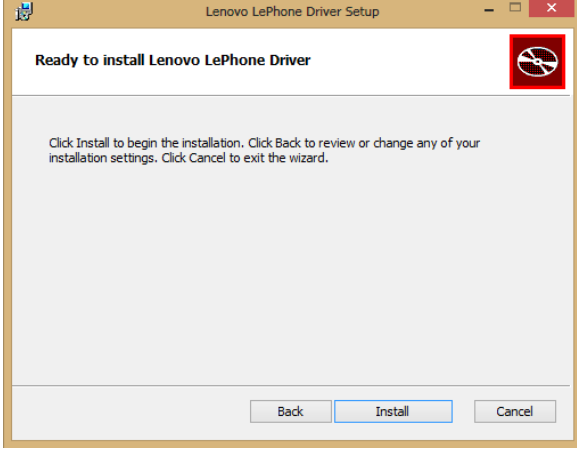 Lenovo LePhone Driver Setup
Ready to install Lenovo LePhone Driver
Click Install to begin the installation. Click Back to review or change any of your
installation settings. Click Cancel to exit the wizard.
Back Install Cancel